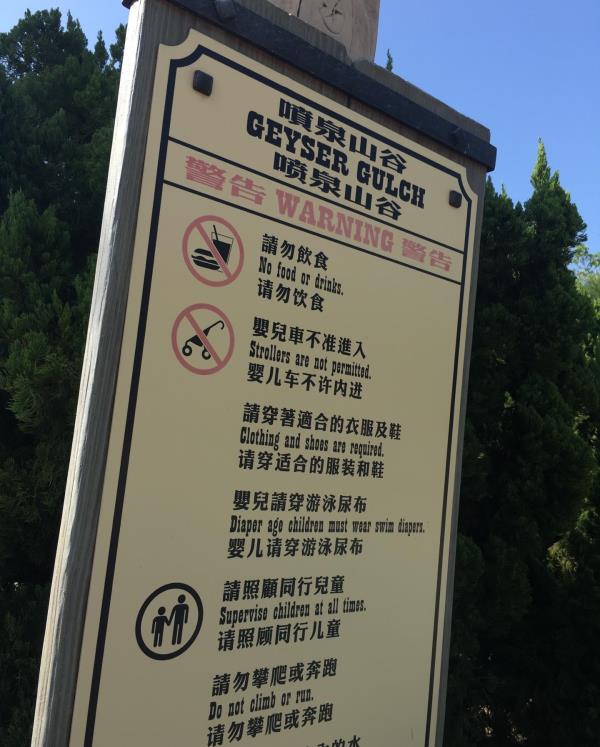 噴泉山谷
GEYSER GULCH
喷泉山谷
警告 WARNING 警告
請勿飲食
No food or drinks.
请勿饮食
嬰兒車不准進入
Strollers are not permitted.
婴儿车不许内进
請穿著適合的衣服及鞋
Clothing and shoes are required.
请穿适合的服装和鞋
嬰兒請穿游泳尿布
Diaper age children must wear swim diapers.
婴儿请穿游泳尿布
請照顧同行兒童
Supervise children at all times.
请照顾同行儿童
請勿攀爬或奔跑
Do not climb or run.
请勿攀爬或奔跑
的水